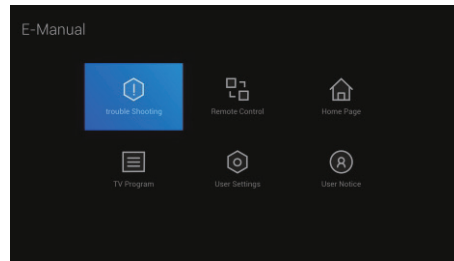 E-Manual
trouble Shooting
Remote Control
Home Page
TV Program
User Settings
User Notice